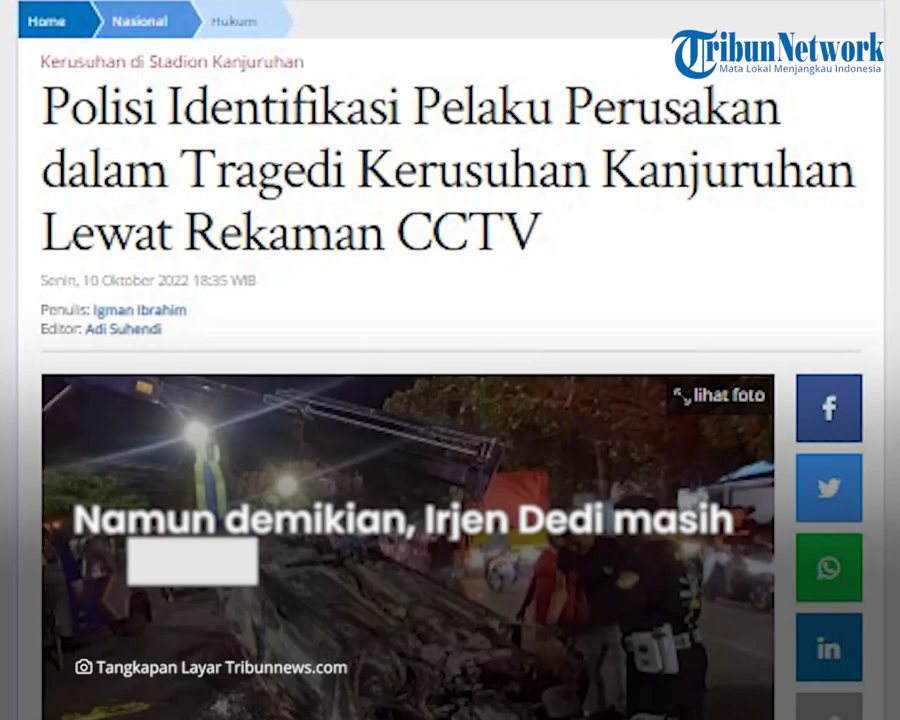 Home Nasional Hukum
TribunNetwork
Mata Lokal Menjangkau Indonesia
Kerusuhan di Stadion Kanjuruhan
Polisi Identifikasi Pelaku Perusakan
dalam Tragedi Kerusuhan Kanjuruhan
Lewat Rekaman CCTV
Senin, 10 Oktober 2022 18:35 WIB
Penulis: Igman Ibrahim
Editor: Adi Suhendi
lihat foto
f
Namun demikian, Irjen Dedi masih
in
Tangkapan Layar Tribunnews.com